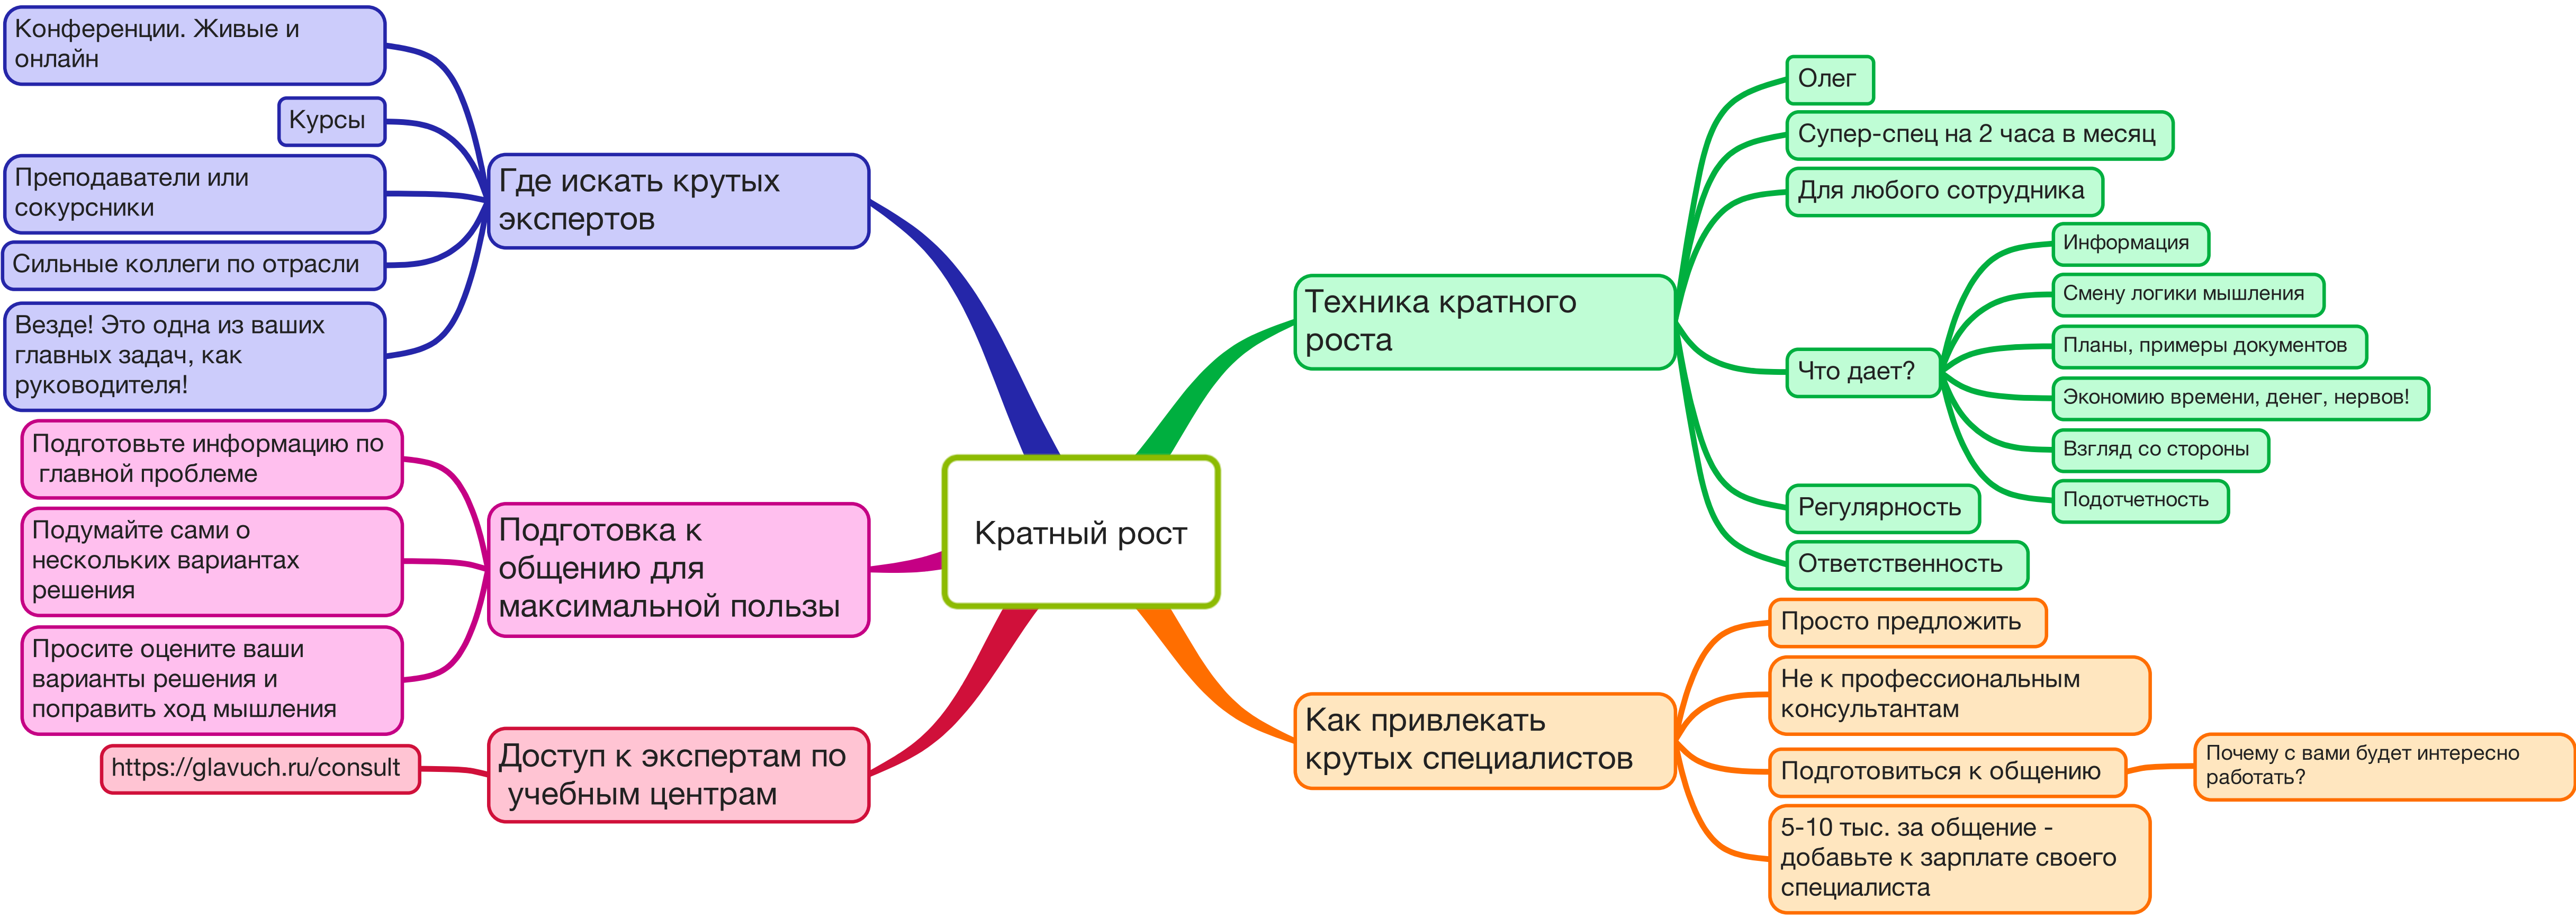 Кратный рост
Техника кратного
роста
Олег
Супер-спец на 2 часа в месяц
Для любого сотрудника
Что дает?
Информация
Смену логики мышления
Планы, примеры документов
Экономию времени, денег, нервов!
Взгляд со стороны
Подотчетность
Регулярность
Ответственность
Как привлекать
крутых специалистов
Просто предложить
Не к профессиональным
консультантам
Подготовиться к общению
Почему с вами будет интересно
работать?
5-10 тыс. за общение -
добавьте к зарплате своего
специалиста
Где искать крутых
экспертов
Конференции. Живые и
онлайн
Курсы
Преподаватели или
сокурсники
Сильные коллеги по отрасли
Везде! Это одна из ваших
главных задач, как
руководителя!
Подготовка к
общению для
максимальной пользы
Подготовьте информацию по
главной проблеме
Подумайте сами о
нескольких вариантах
решения
Просите оцените ваши
варианты решения и
поправить ход мышления
Доступ к экспертам по
учебным центрам
https://glavuch.ru/consult